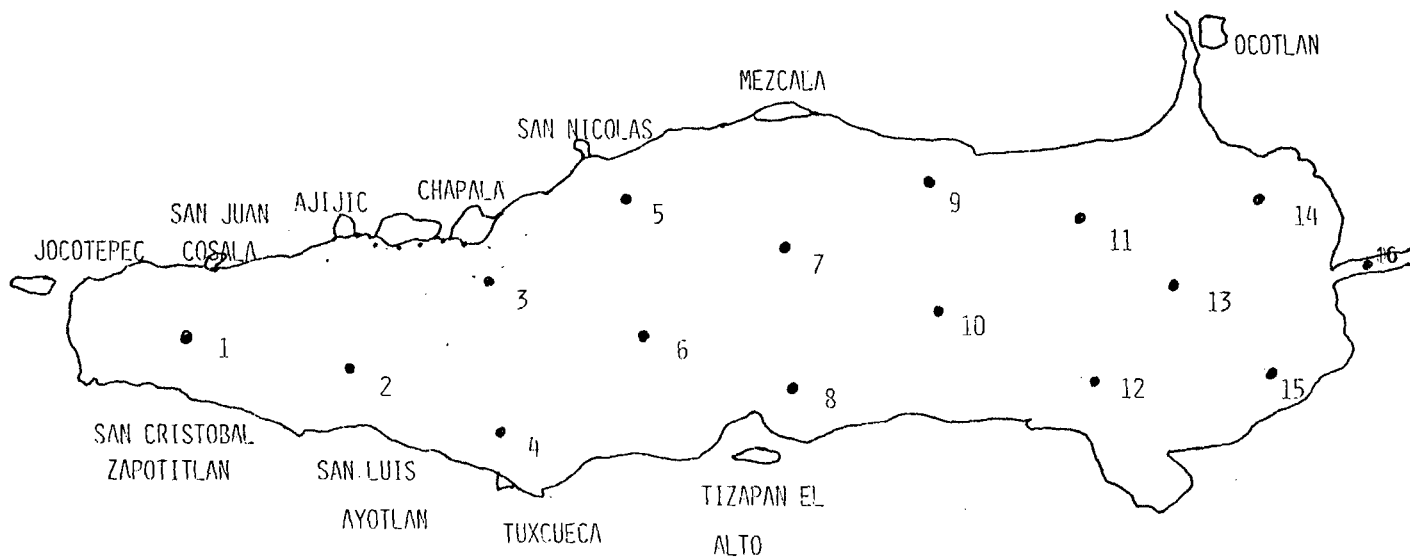 OCOTLAN
MEZCALA
SAN NICOLAS
CHAPALA
AJIJIC
SAN JUAN
COSALA
JOCOTEPEC
9
5
14
11
7
16
3
13
10
1
6
2
12
15
8
4
SAN CRISTOBAL
ZAPOTITLAN
SAN LUIS
AYOTLAN
TUXCUECA
TIZAPAN EL
ALTO